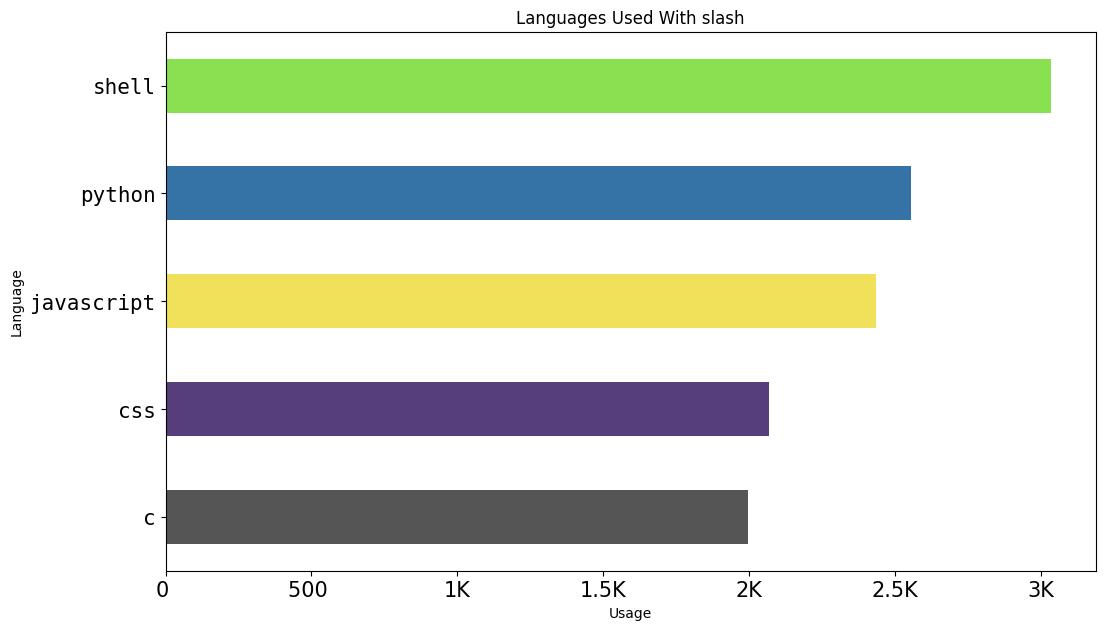 Languages Used With slash
shell
python
javascript
css
c
Language
0 500 1K 1.5K 2K 2.5K 3K
Usage